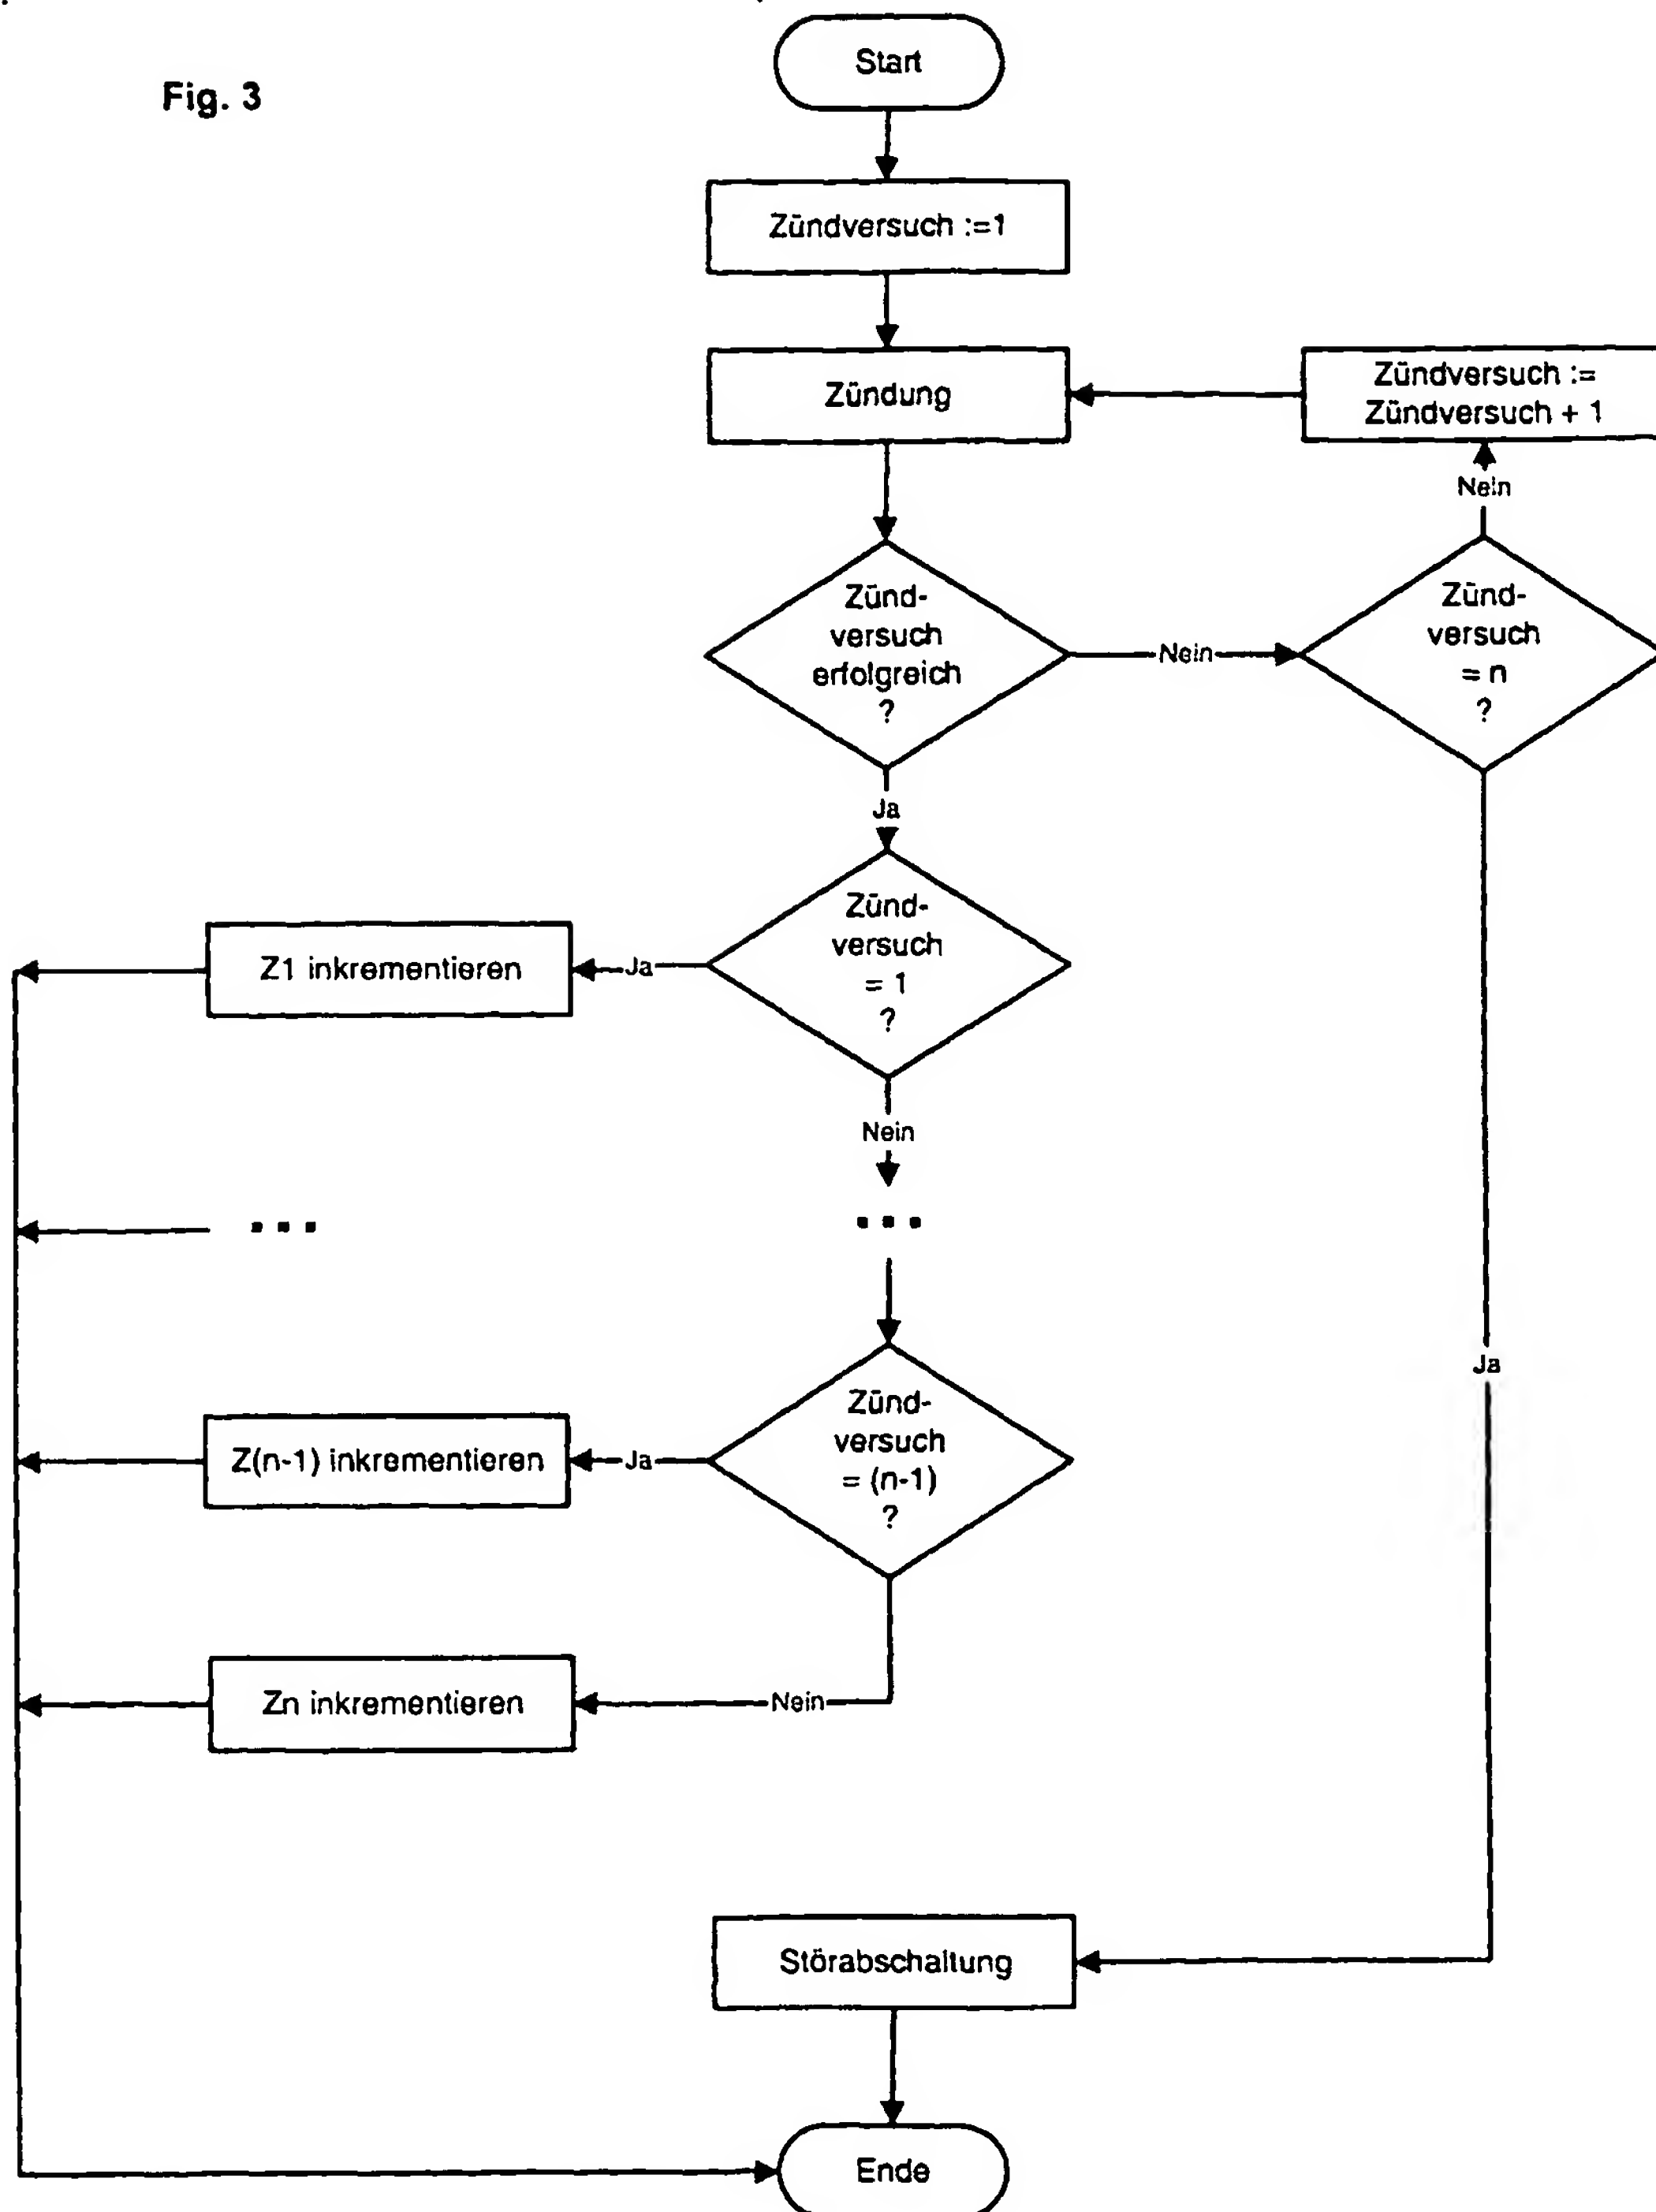 Fig. 3
Start
Zündversuch :=1
Zündung
Zündversuch :=
Zündversuch + 1
Nein
Zünd-
versuch
erfolgreich
?
Nein
Zünd-
versuch
= n
?
Ja
Zünd-
versuch
= 1
?
Ja
Z1 inkrementieren
Nein
...
...
Ja
Zünd-
versuch
= (n-1)
?
Ja
Z(n-1) inkrementieren
Nein
Zn inkrementieren
Störabschaltung
Ende